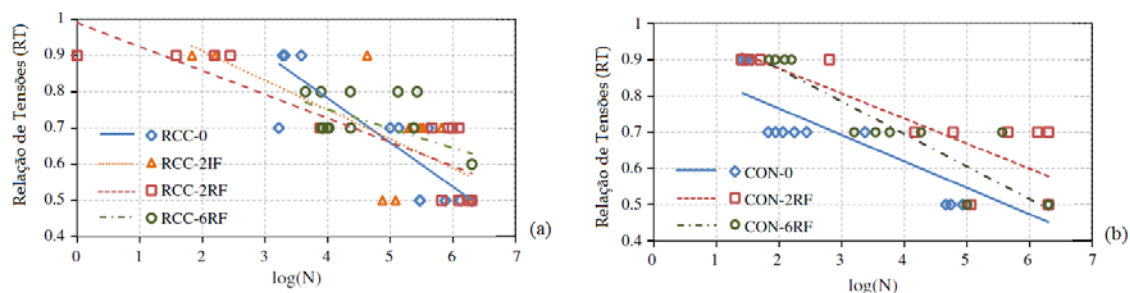 Relação de Tensões (RT)
1
0.9
0.8
0.7
0.6
0.5
0.4
RCC-0
RCC-2IF
RCC-2RF
RCC-6RF
0 1 2 3 4 5 6 7
log(N)
(a)
Relação de Tensões (RT)
1
0.9
0.8
0.7
0.6
0.5
0.4
CON-0
CON-2RF
CON-6RF
0 1 2 3 4 5 6 7
log(N)
(b)